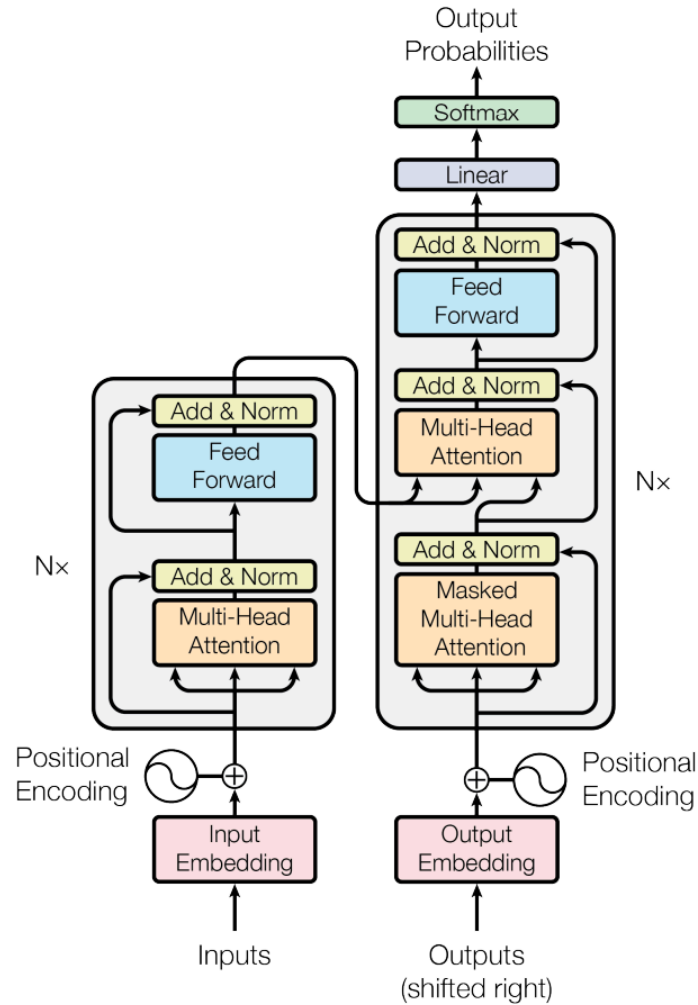 Output
Probabilities
Softmax
Linear
Add & Norm
Feed
Forward
Add & Norm
Multi-Head
Attention
N×
Add & Norm
Masked
Multi-Head
Attention
Add & Norm
Feed
Forward
N×
Add & Norm
Multi-Head
Attention
Positional
Encoding
Positional
Encoding
Input
Embedding
Output
Embedding
Inputs
Outputs
(shifted right)